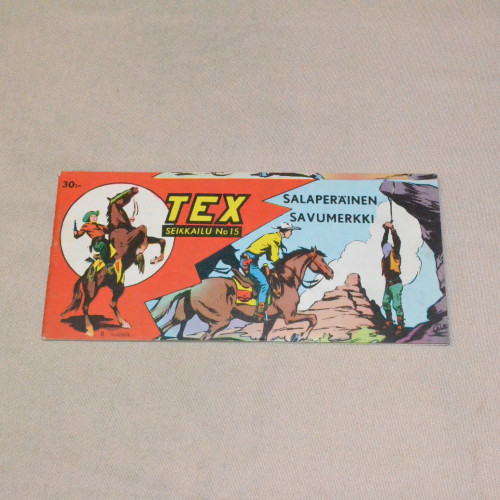 30:-
TEX
SEIKKAILU No 15
SALAPERÄINEN
SAVUMERKKI